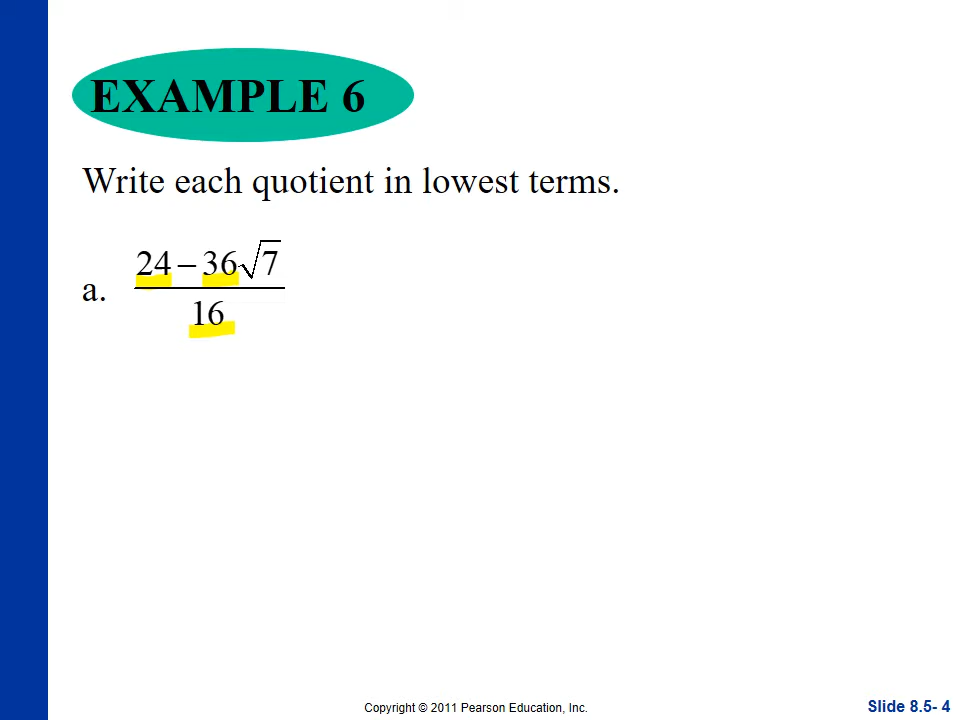 EXAMPLE 6
Write each quotient in lowest terms.
24 – 36√7
a.
16
Copyright © 2011 Pearson Education, Inc.
Slide 8.5- 4